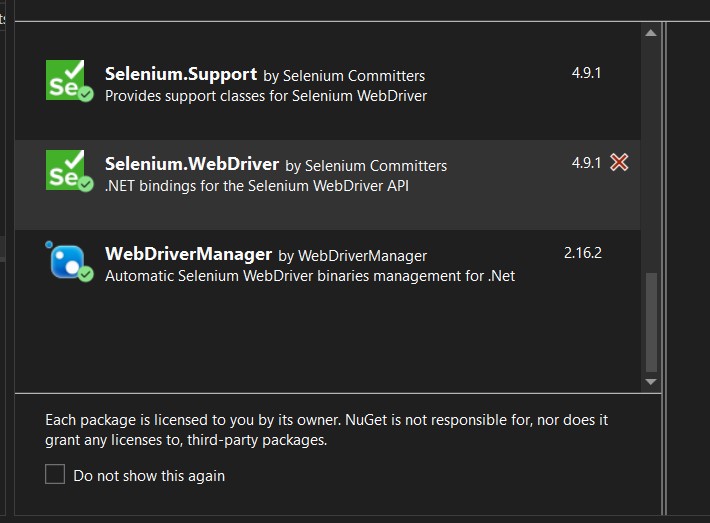 Selenium.Support by Selenium Committers 4.9.1
Provides support classes for Selenium WebDriver
Selenium.WebDriver by Selenium Committers 4.9.1
.NET bindings for the Selenium WebDriver API
WebDriverManager by WebDriverManager 2.16.2
Automatic Selenium WebDriver binaries management for .Net
Each package is licensed to you by its owner. NuGet is not responsible for, nor does it
grant any licenses to, third-party packages.
Do not show this again
Se
Se